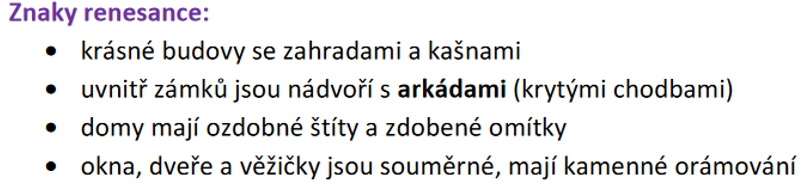 Znaky renesance:
• krásné budovy se zahradami a kašnami
• uvnitř zámků jsou nádvoří s arkádami (krytými chodbami)
• domy mají ozdobné štíty a zdobené omítky
• okna, dveře a věžičky jsou souměrné, mají kamenné orámování